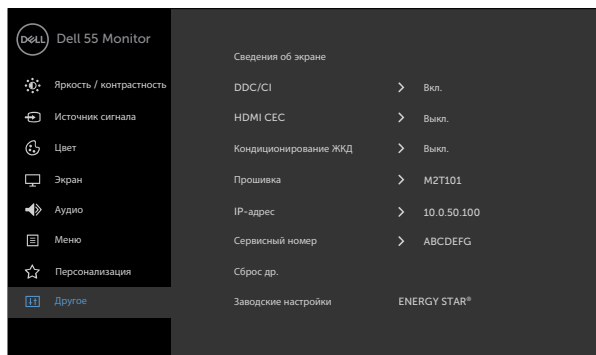 DELL Dell 55 Monitor
Яркость / контрастность
Источник сигнала
Цвет
Экран
Аудио
Меню
Персонализация
Другое
Сведения об экране
DDC/CI > Вкл.
HDMI CEC > Выкл.
Кондиционирование ЖКД > Выкл.
Прошивка > M2T101
IP-адрес > 10.0.50.100
Сервисный номер > ABCDEFG
Сброс др.
Заводские настройки ENERGY STAR®